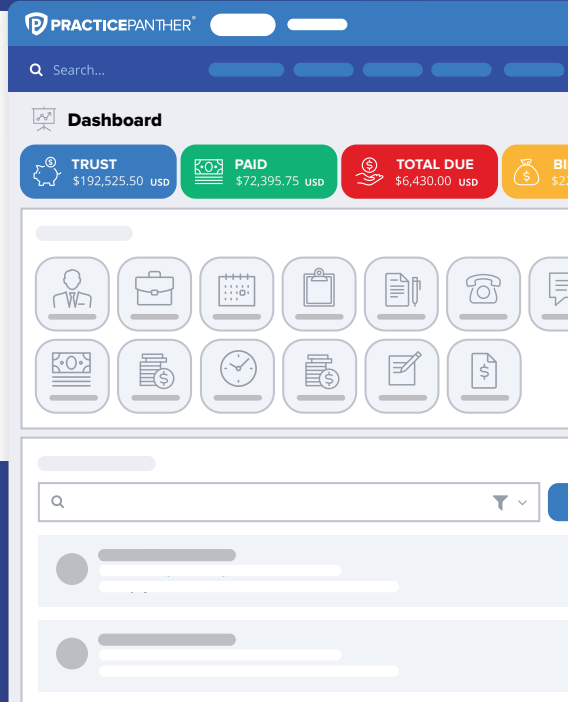 PRACTICEPANTHER®
Search...
Dashboard
TRUST
$192,525.50 USD
PAID
$72,395.75 USD
TOTAL DUE
$6,430.00 USD
BI
$2